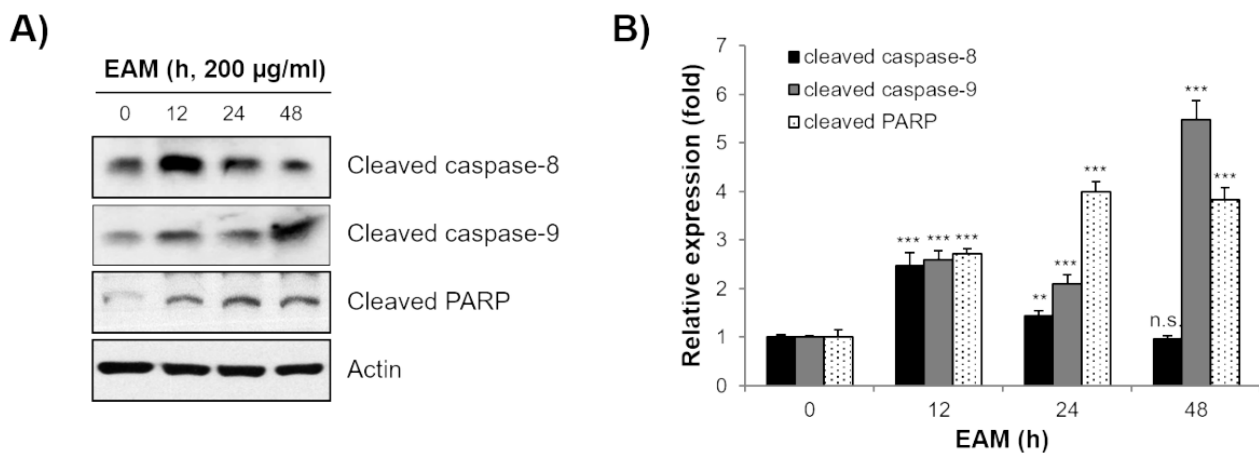 A)
EAM (h, 200 µg/ml)
0 12 24 48
Cleaved caspase-8
Cleaved caspase-9
Cleaved PARP
Actin
B)
Relative expression (fold)
7
6
5
4
3
2
1
0
cleaved caspase-8
cleaved caspase-9
cleaved PARP
*** *** ***
** *** ***
n.s. *** ***
0 12 24 48
EAM (h)